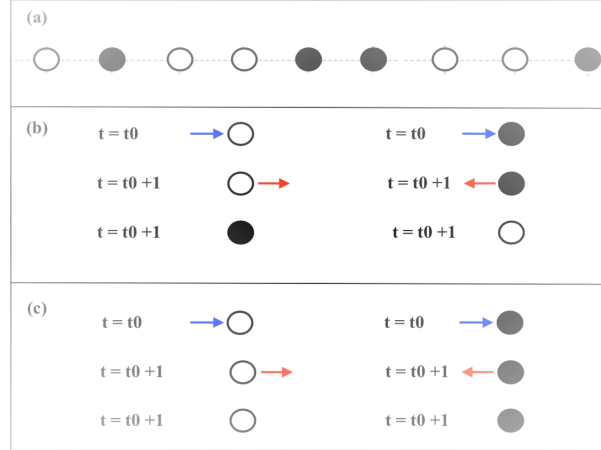 (a)
(b)
t = t0 t = t0
t = t0 +1 t = t0 +1
t = t0 +1 t = t0 +1
(c)
t = t0 t = t0
t = t0 +1 t = t0 +1
t = t0 +1 t = t0 +1